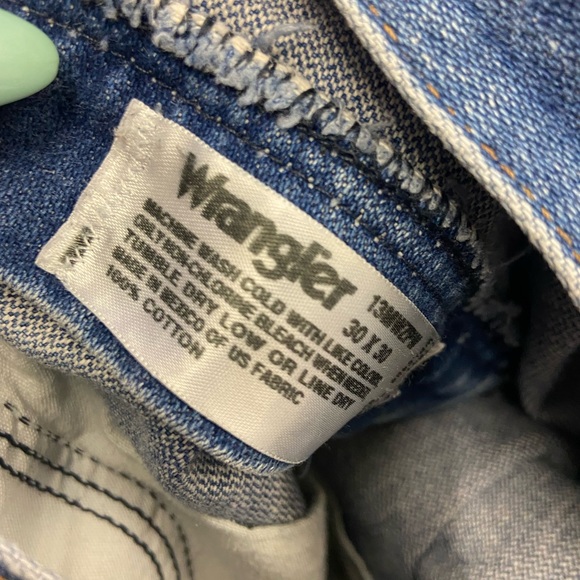 Wrangler
13MWZPW
30 X 30
MACHINE WASH COLD WITH LIKE COLORS
ONLY NON-CHLORINE BLEACH WHEN NEEDED
TUMBLE DRY LOW OR LINE DRY
MADE IN MEXICO OF US FABRIC
100% COTTON